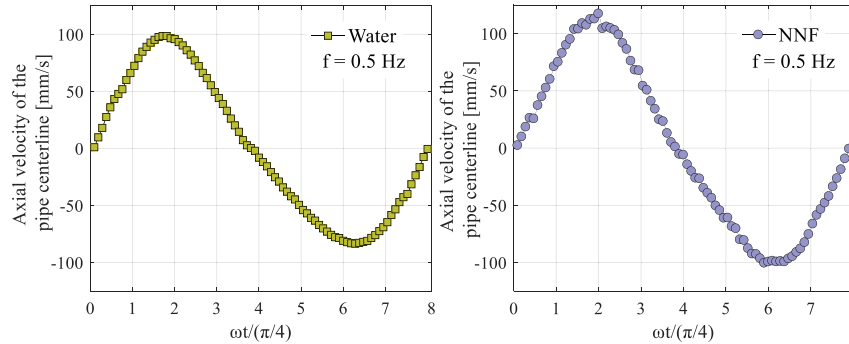 Axial velocity of the
pipe centerline [mm/s]
100
50
0
-50
-100
Water
f = 0.5 Hz
0 1 2 3 4 5 6 7 8
ωt/(π/4)
Axial velocity of the
pipe centerline [mm/s]
100
50
0
-50
-100
NNF
f = 0.5 Hz
0 1 2 3 4 5 6 7
ωt/(π/4)